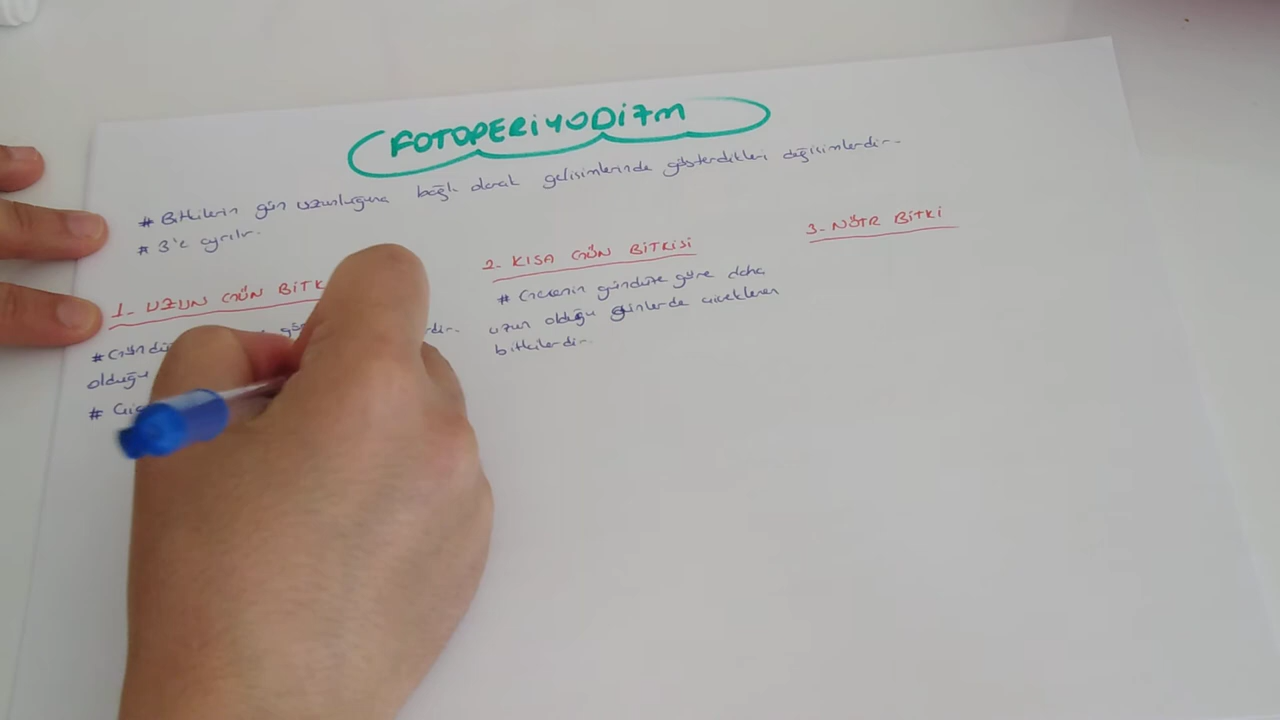 FOTOPERİYODİZM
# Bitkilerin gün uzunluğuna bağlı olarak gelişimlerinde gösterdikleri değişimlerdir.
# 3'e ayrılır.
1- UZUN GÜN BİTK
# Gündü
olduğu
#
2- KISA GÜN BİTKİSİ
# Gecenin gündüze göre daha
uzun olduğu günlerde çiçeklenen
bitkilerdir.
3- NÖTR BİTKİ